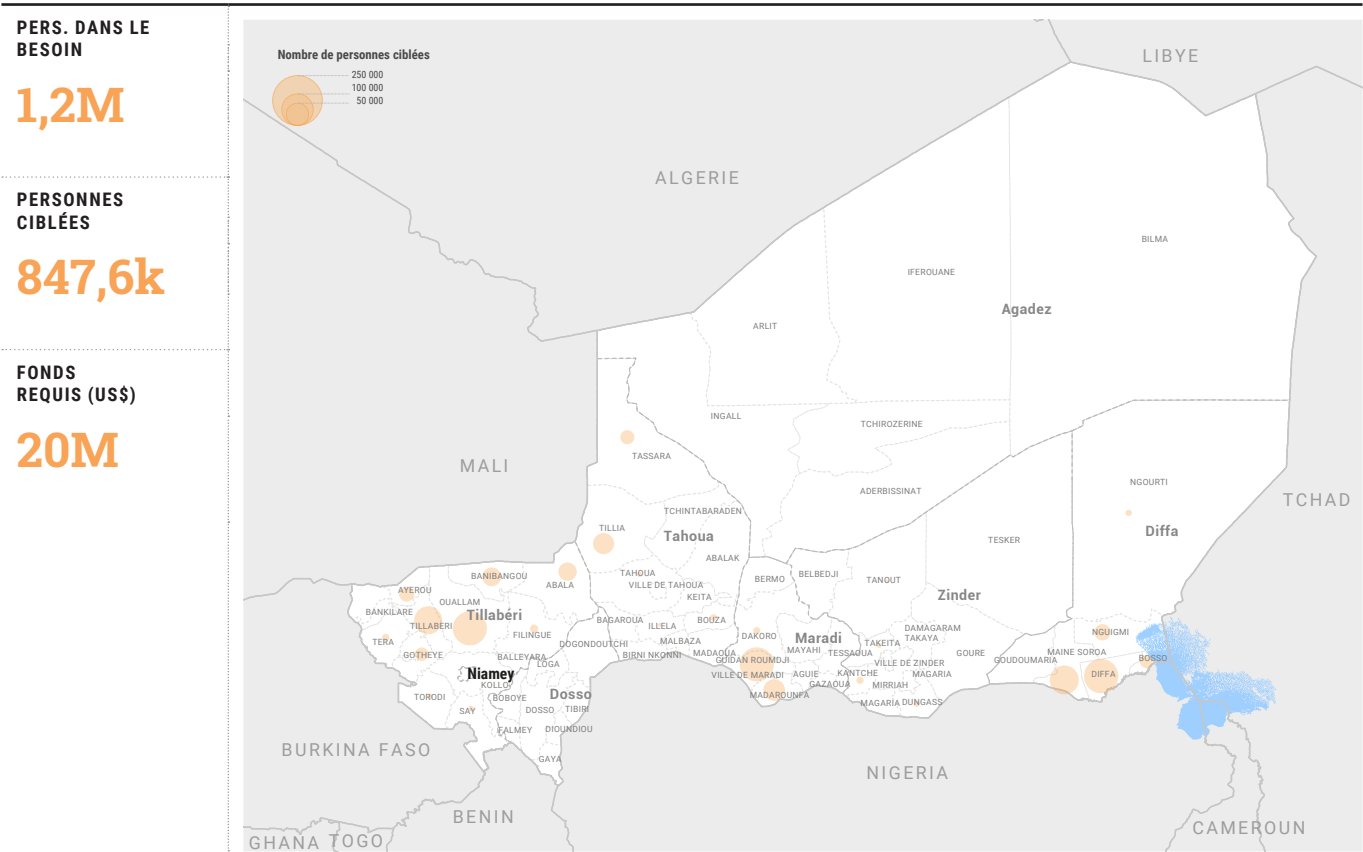 PERS. DANS LE
BESOIN
1,2M
PERSONNES
CIBLÉES
847,6k
FONDS
REQUIS (US$)
20M
Nombre de personnes ciblées
250 000
100 000
50 000
LIBYE
ALGERIE
BILMA
IFEROUANE
Agadez
ARLIT
INGALL
TCHIROZERINE
MALI
TASSARA
NGOURTI
ADERBISSINAT
TCHAD
TCHINTABARADEN
TILLIA
Tahoua
Diffa
TESKER
ABALAK
BANIBANGOU
ABALA
TAHOUA
VILLE DE TAHOUA
BERMO
BELBEDJI
TANOUT
AYEROU
KEITA
Zinder
OUALLAM
BANKILARE
Tillabéri
TILLABERI
BAGAROUA
ILLELA
BOUZA
FILINGUE
DAKORO
Maradi
DAMAGARAM
TAKAYA
NGUIGMI
TERA
DOGONDOUTCHI
MALBAZA
TAKEITA
MAYAHI
TESSAOUA
GOURE
MAINE SOROA
GOTHEYE
BALLEYARA
BIRNI NKONNI
MADAOUA
GUIDAN ROUMDJI
VILLE DE ZINDER
GOUDOUMARIA
BOSSO
LOGA
Niamey
VILLE DE MARADI
AGUIE
KANTCHE
MAGARIA
DIFFA
KOLLO
GAZAOUA
MIRRIAH
TORODI
BOBOYE
Dosso
MADAROUNFA
MAGARIA
DUNGASS
SAY
DOSSO
TIBIRI
FALMEY
DIOUNDIOU
BURKINA FASO
GAYA
NIGERIA
BENIN
CAMEROUN
GHANA
TOGO